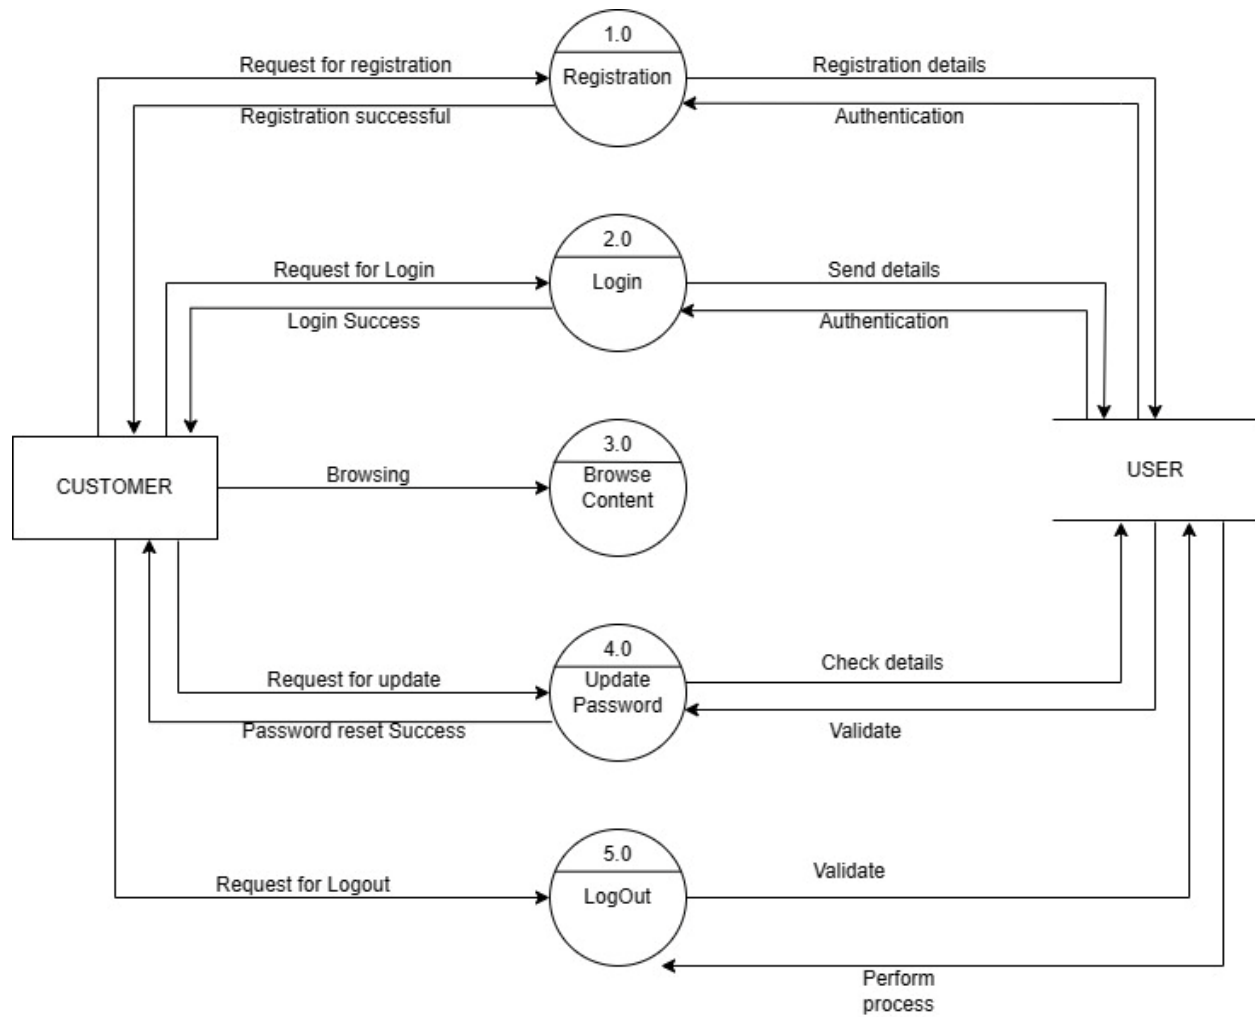 1.0
Registration
Request for registration
Registration details
Registration successful
Authentication
2.0
Login
Request for Login
Send details
Login Success
Authentication
CUSTOMER
Browsing
3.0
Browse
Content
USER
4.0
Update
Password
Request for update
Check details
Password reset Success
Validate
5.0
LogOut
Request for Logout
Validate
Perform
process